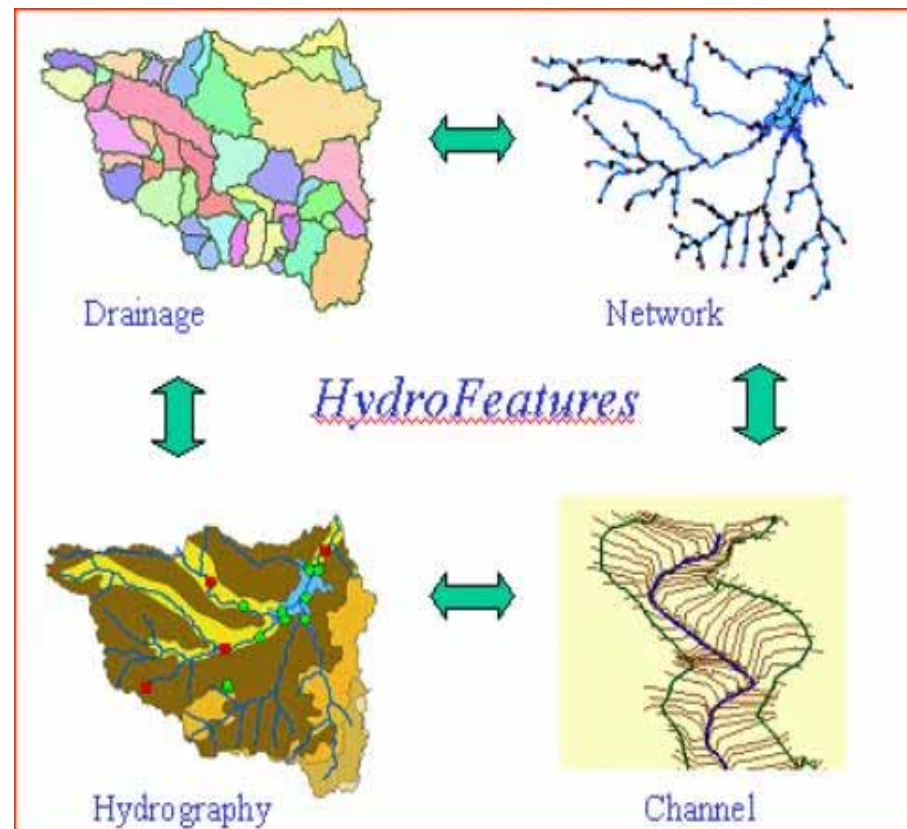 Drainage
Network
HydroFeatures
Hydrography
Channel